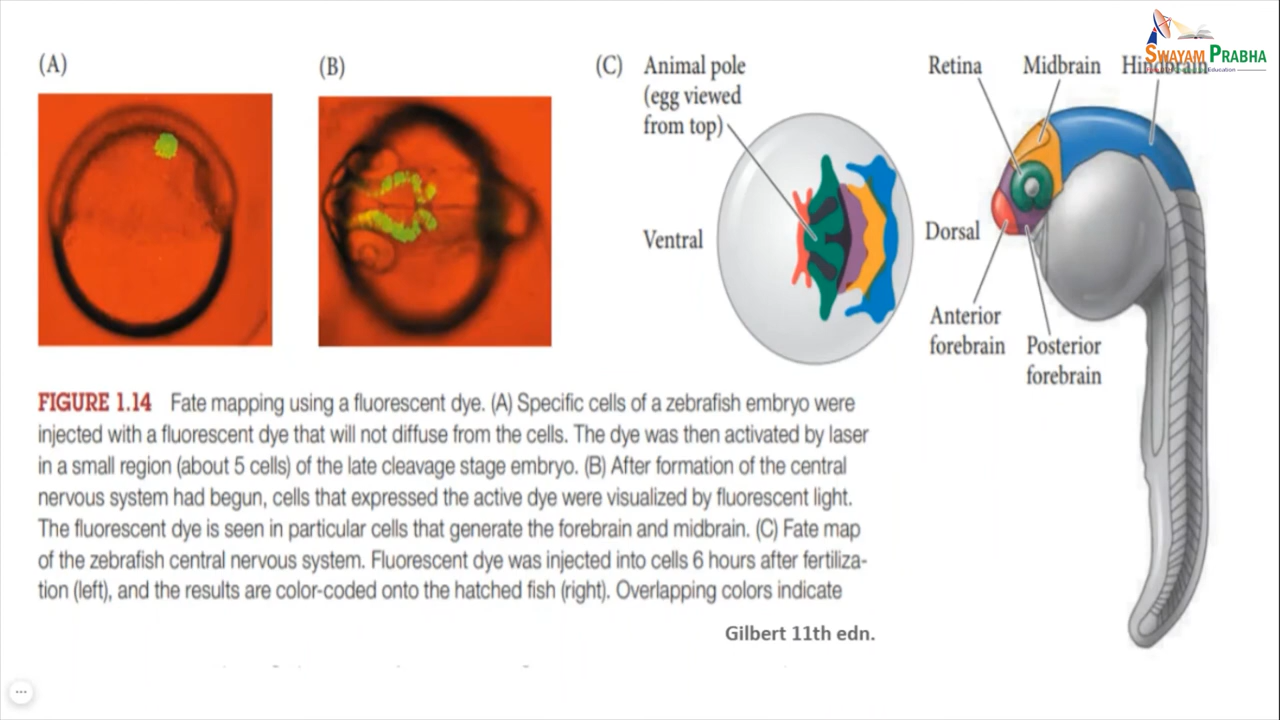 SWAYAM PRABHA
(A)
(B)
(C)
Animal pole
(egg viewed
from top)
Ventral
Dorsal
Retina
Midbrain
Hindbrain
Anterior
forebrain
Posterior
forebrain
FIGURE 1.14 Fate mapping using a fluorescent dye. (A) Specific cells of a zebrafish embryo were
injected with a fluorescent dye that will not diffuse from the cells. The dye was then activated by laser
in a small region (about 5 cells) of the late cleavage stage embryo. (B) After formation of the central
nervous system had begun, cells that expressed the active dye were visualized by fluorescent light.
The fluorescent dye is seen in particular cells that generate the forebrain and midbrain. (C) Fate map
of the zebrafish central nervous system. Fluorescent dye was injected into cells 6 hours after fertiliza-
tion (left), and the results are color-coded onto the hatched fish (right). Overlapping colors indicate
Gilbert 11th edn.